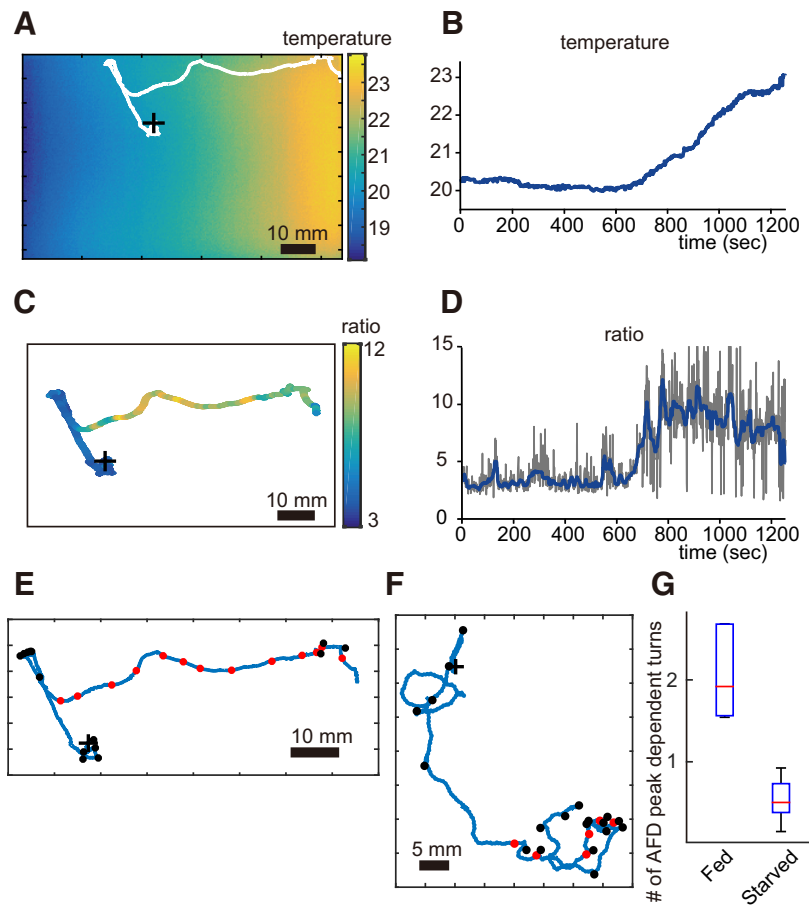 A
temperature
23
22
21
20
19
10 mm
B
temperature
23
22
21
20
0 200 400 600 800 1000 1200
time (sec)
C
ratio
12
3
10 mm
D
ratio
15
10
5
0
0 200 400 600 800 1000 1200
time (sec)
E
10 mm
F
5 mm
G
# of AFD peak dependent turns
2
1
Fed
Starved